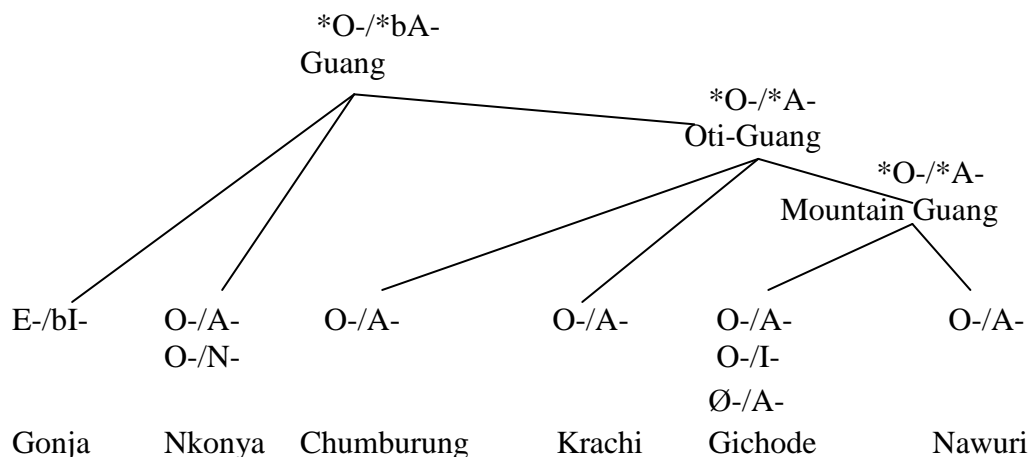 *O-/*bA-
Guang
*O-/*A-
Oti-Guang
*O-/*A-
Mountain Guang
E-/bI- O-/A- O-/A- O-/A- O-/A- O-/A-
O-/N- O-/I-
Ø-/A-
Gonja Nkonya Chumburung Krachi Gichode Nawuri